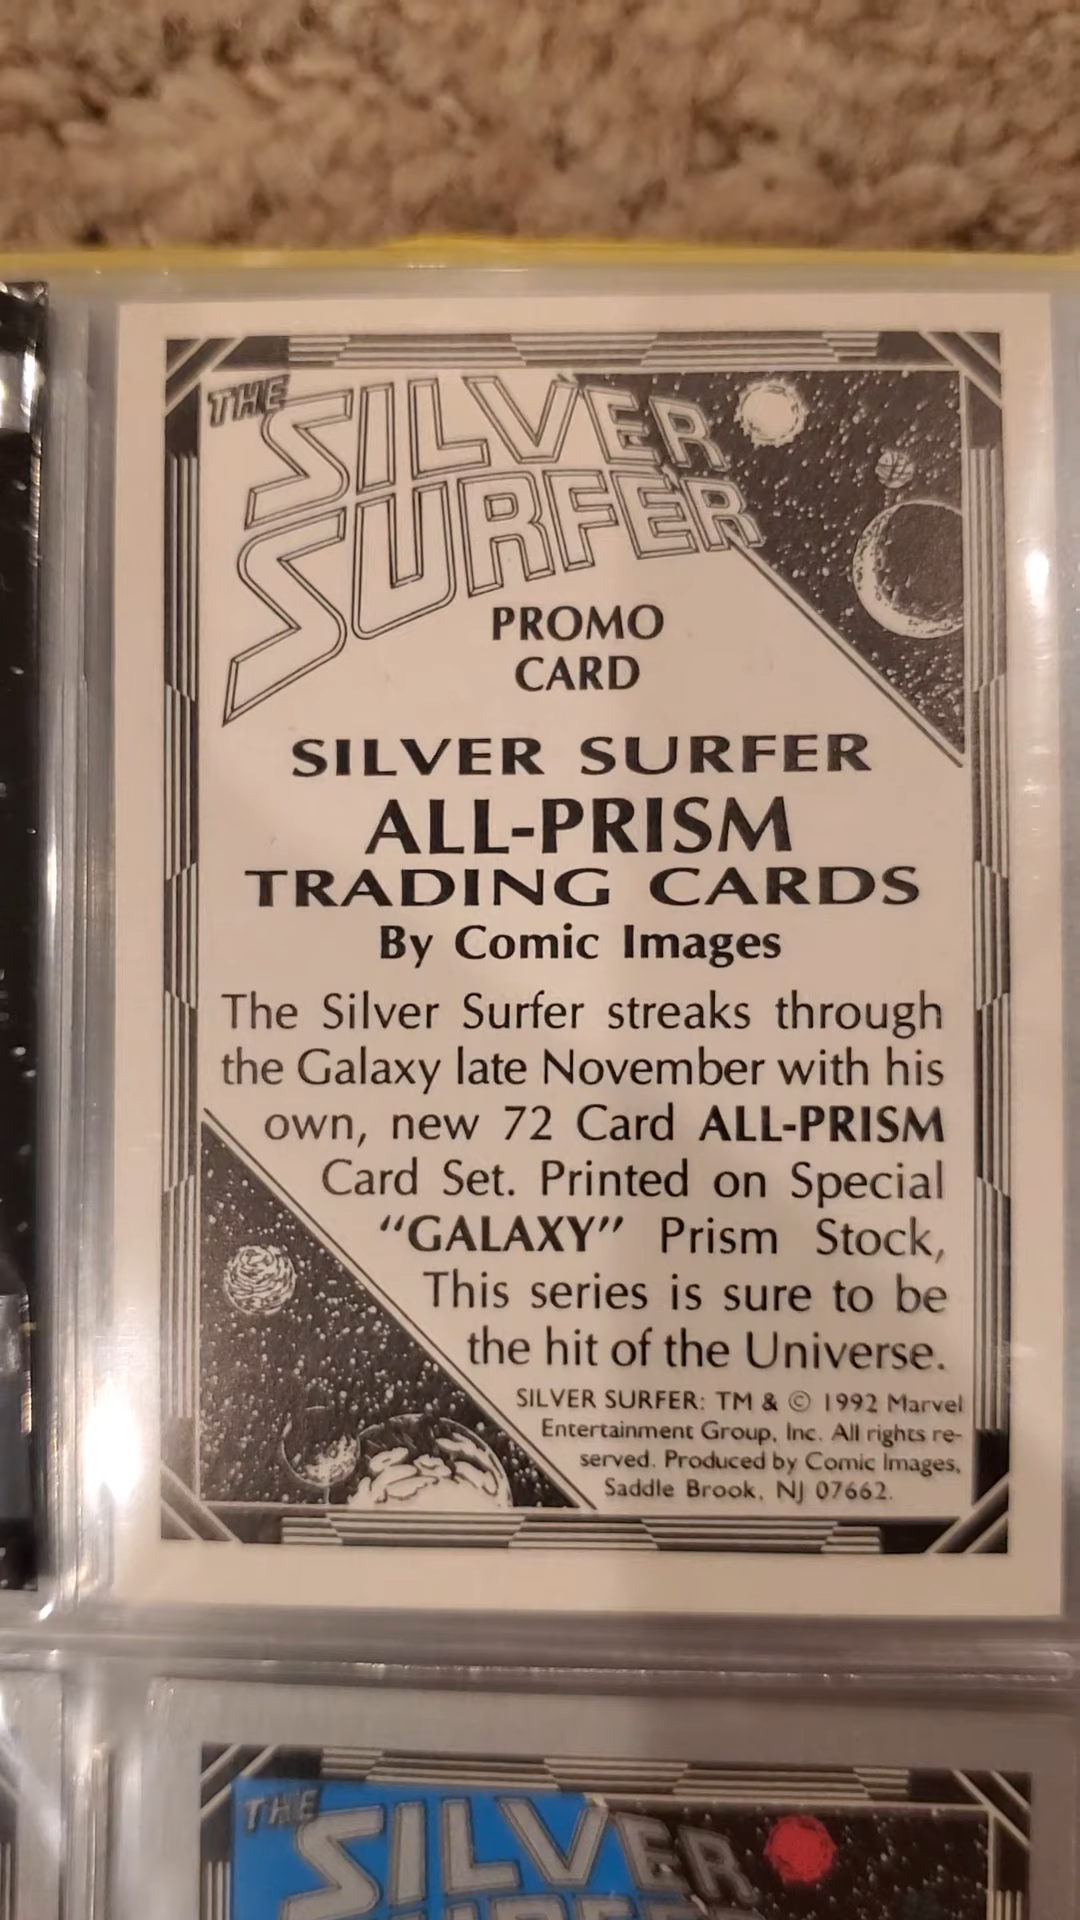 THE
SILVER
SURFER
PROMO
CARD
SILVER SURFER
ALL-PRISM
TRADING CARDS
By Comic Images
The Silver Surfer streaks through
the Galaxy late November with his
own, new 72 Card ALL-PRISM
Card Set. Printed on Special
“GALAXY” Prism Stock,
This series is sure to be
the hit of the Universe.
SILVER SURFER: TM & © 1992 Marvel
Entertainment Group, Inc. All rights re-
served. Produced by Comic Images,
Saddle Brook, NJ 07662.
THE
SILVER
SURFER